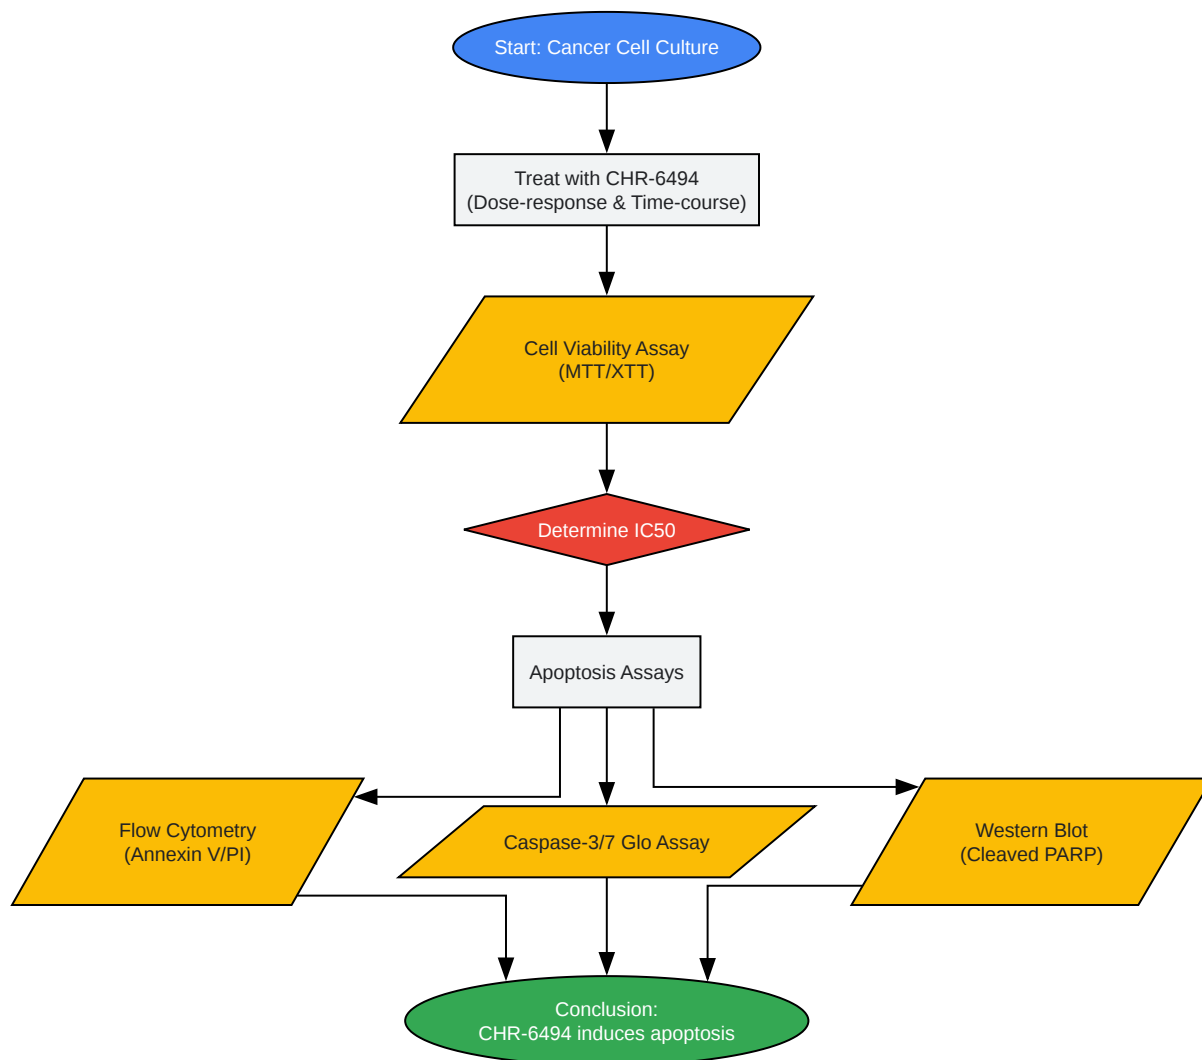 Start: Cancer Cell Culture
Treat with CHR-6494
(Dose-response & Time-course)
Cell Viability Assay
(MTT/XTT)
Determine IC50
Apoptosis Assays
Flow Cytometry
(Annexin V/PI)
Caspase-3/7 Glo Assay
Western Blot
(Cleaved PARP)
Conclusion:
CHR-6494 induces apoptosis